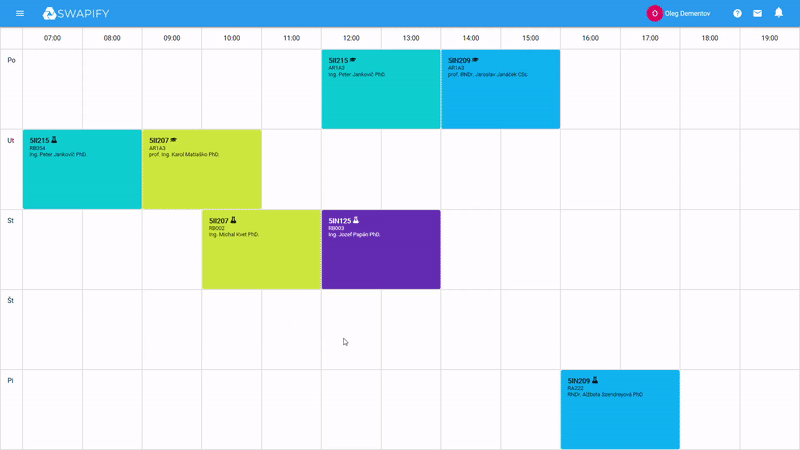 SWAPIFY
O Oleg Dementov
07:00 08:00 09:00 10:00 11:00 12:00 13:00 14:00 15:00 16:00 17:00 18:00 19:00
Po
5II215
AR1A3
Ing. Peter Jankovič PhD.
5IN209
AR1A3
prof. RNDr. Jaroslav Janáček CSc.
Ut
5II215
RB054
Ing. Peter Jankovič PhD.
5II207
AR1A3
prof. Ing. Karol Matiaško PhD.
St
5II207
RB002
Ing. Michal Kvet PhD.
5IN125
RB003
Ing. Jozef Papán PhD.
Št
Pi
5IN209
RA222
RNDr. Alžbeta Szendreyová PhD.